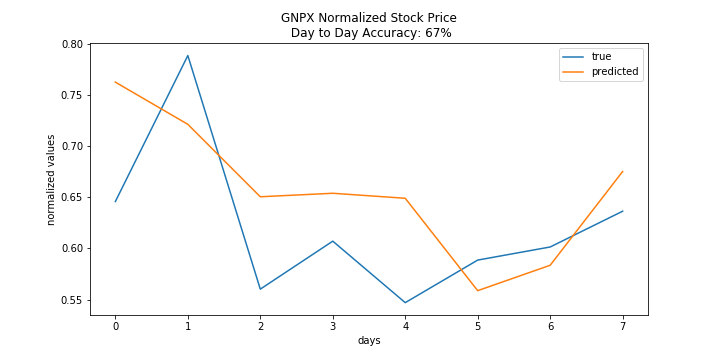 GNPX Normalized Stock Price
Day to Day Accuracy: 67%
0.80
0.75
0.70
0.65
0.60
0.55
normalized values
true
predicted
0 1 2 3 4 5 6 7
days